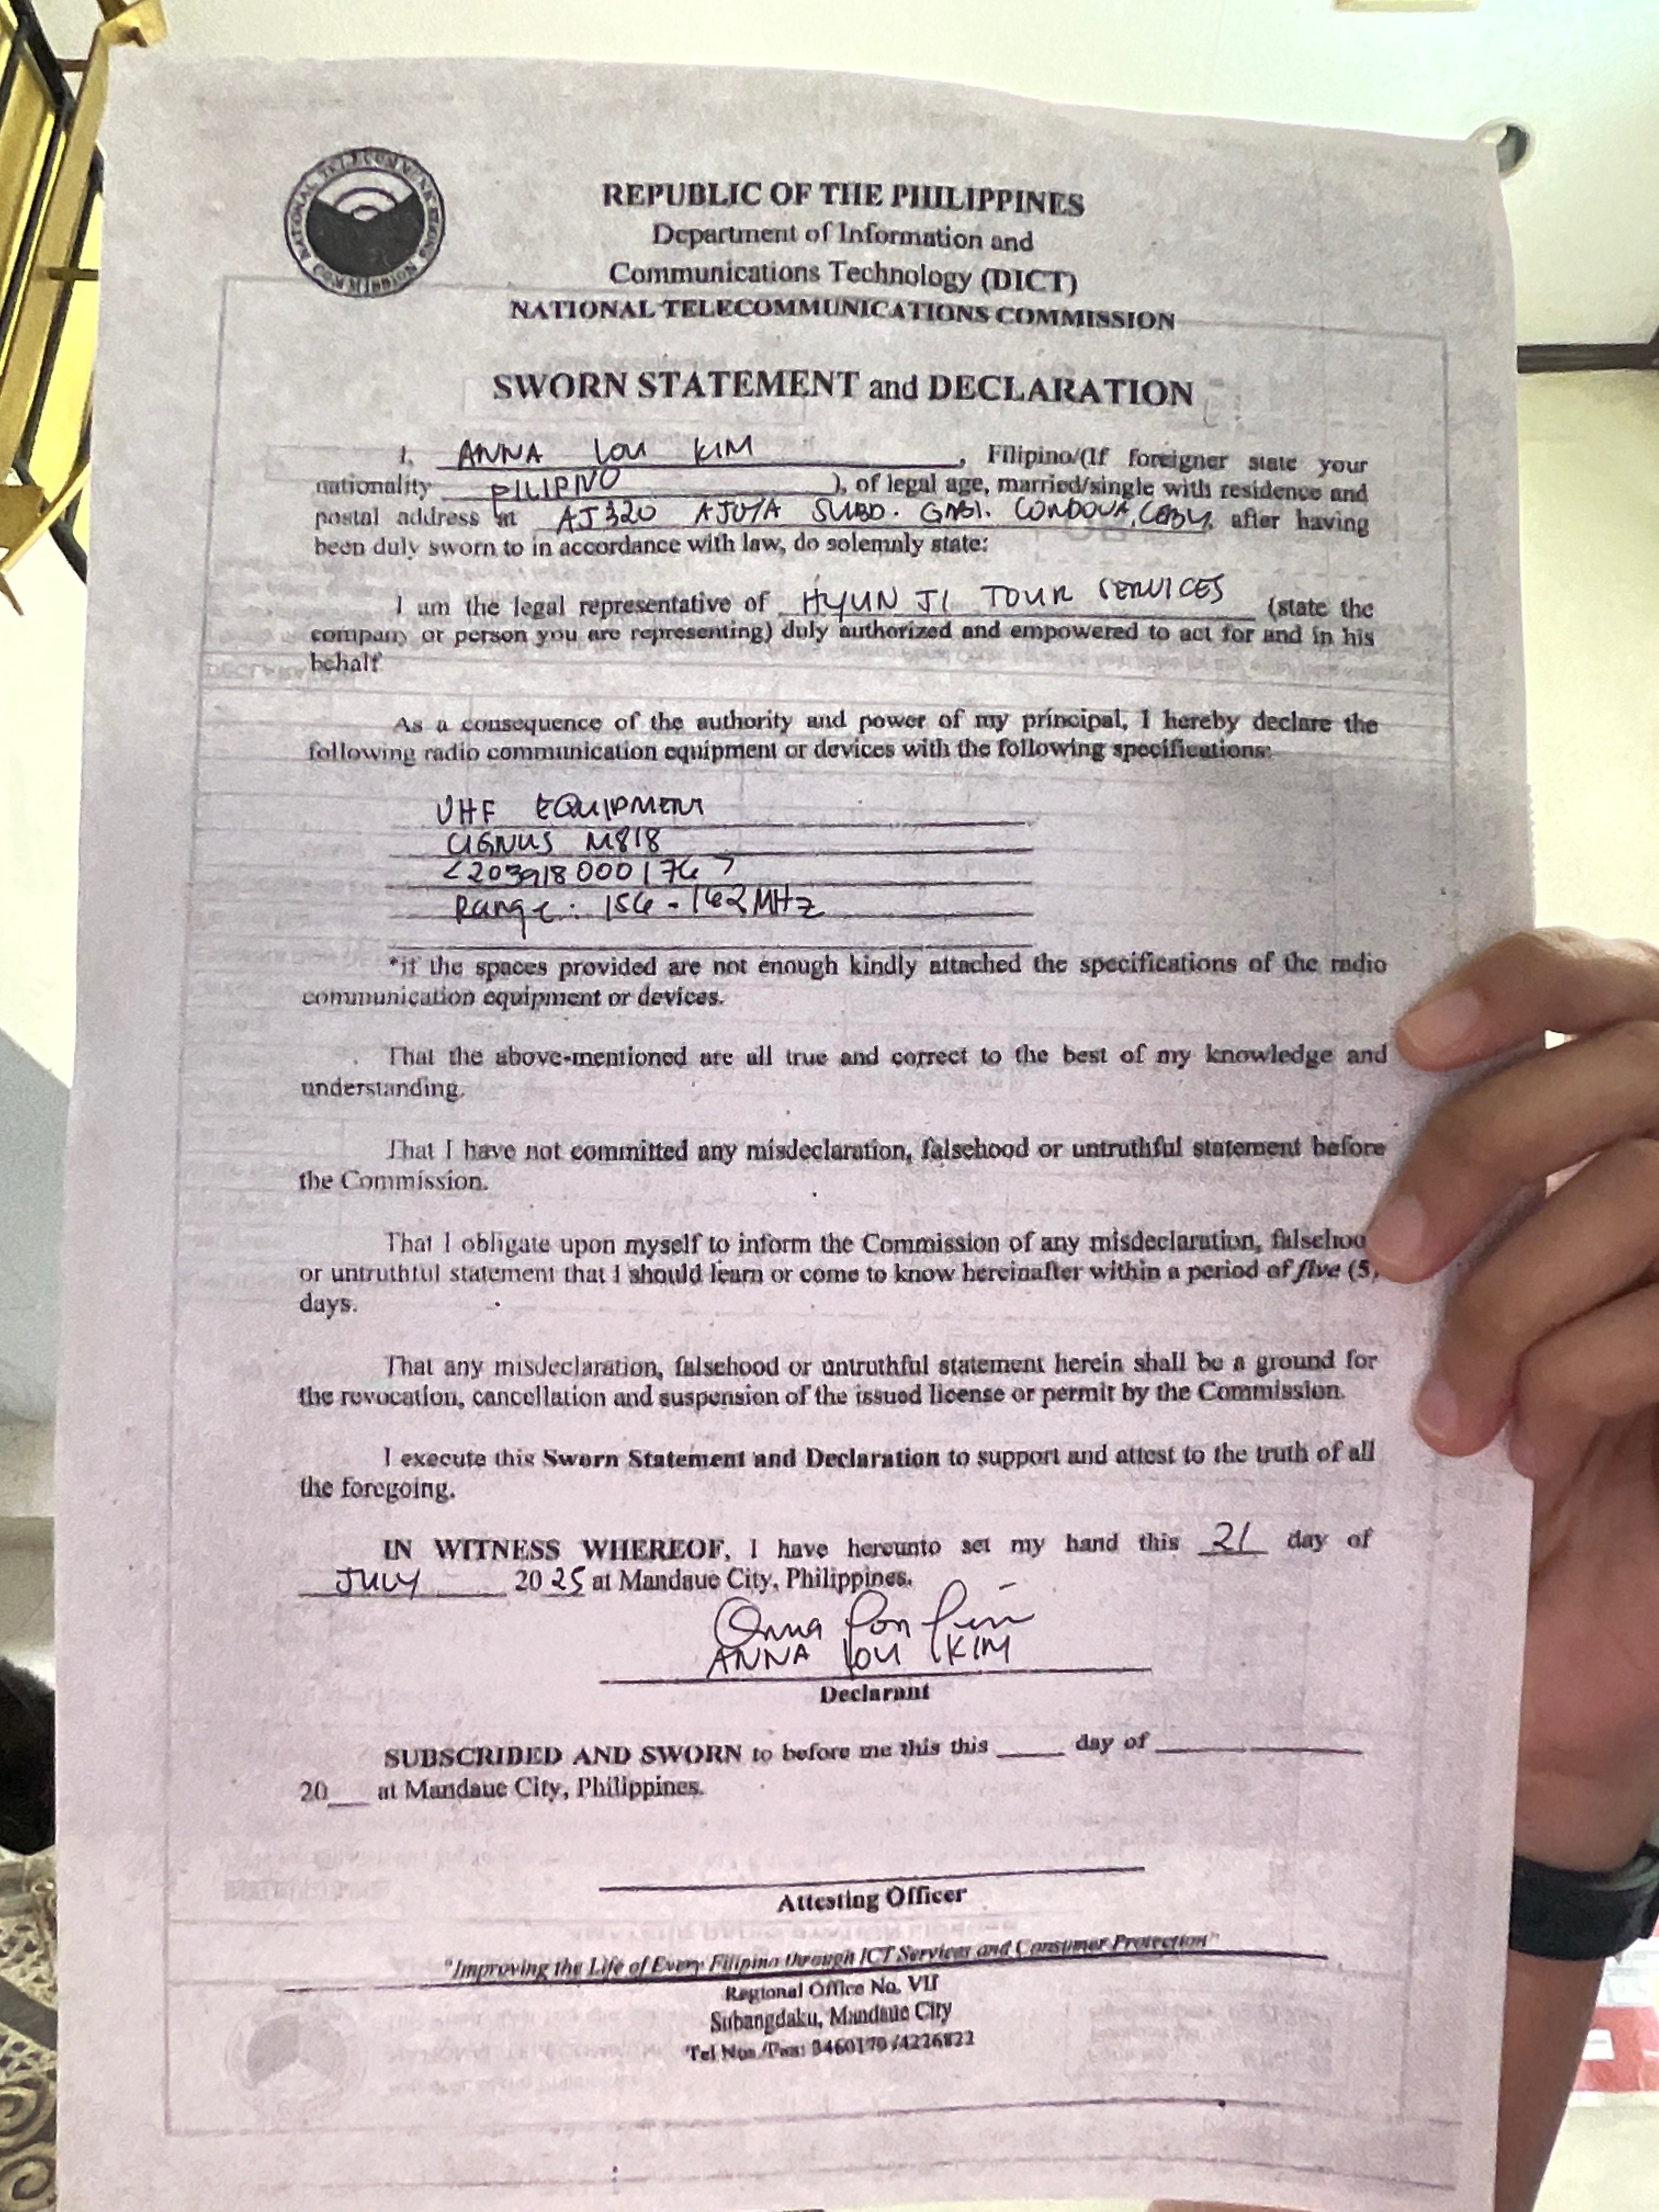 NATIONAL TELECOMMUNICATIONS COMMISSION
REPUBLIC OF THE PHILIPPINES
Department of Information and
Communications Technology (DICT)
NATIONAL TELECOMMUNICATIONS COMMISSION
SWORN STATEMENT and DECLARATION
I, ANNA LOU KIM, Filipino/(If foreigner state your
nationality PILIPINO), of legal age, married/single with residence and
postal address at AJ320 AJOYA SUBD. GABI. CORDOVA, CEBU, after having
been duly sworn to in accordance with law, do solemnly state:
I am the legal representative of HYUN JI TOUR SERVICES (state the
company or person you are representing) duly authorized and empowered to act for and in his
behalf
As a consequence of the authority and power of my principal, I hereby declare the
following radio communication equipment or devices with the following specifications:
VHF EQUIPMENT
CIGNUS M818
Range: 156 - 162 MHz
*if the spaces provided are not enough kindly attached the specifications of the radio
communication equipment or devices.
That the above-mentioned are all true and correct to the best of my knowledge and
understanding.
That I have not committed any misdeclaration, falsehood or untruthful statement before
the Commission.
That I obligate upon myself to inform the Commission of any misdeclaration, falsehoo
or untruthful statement that I should learn or come to know hereinafter within a period of five (5)
days.
That any misdeclaration, falsehood or untruthful statement herein shall be a ground for
the revocation, cancellation and suspension of the issued license or permit by the Commission.
I execute this Sworn Statement and Declaration to support and attest to the truth of all
the foregoing.
IN WITNESS WHEREOF, I have hereunto set my hand this 21 day of
JULY 2025 at Mandaue City, Philippines.
ANNA LOU KIM
Declarant
SUBSCRIBED AND SWORN to before me this this ____ day of ____
20__ at Mandaue City, Philippines.
Attesting Officer
"Improving the Life of Every Filipino through ICT Services and Consumer Protection"
Regional Office No. VII
Subangdaku, Mandaue City
Tel Nos./Fax: 3460170 /4226822